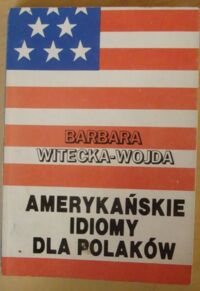 BARBARA
WITECKA-WOJDA
AMERYKAŃSKIE
IDIOMY
DLA POLAKÓW